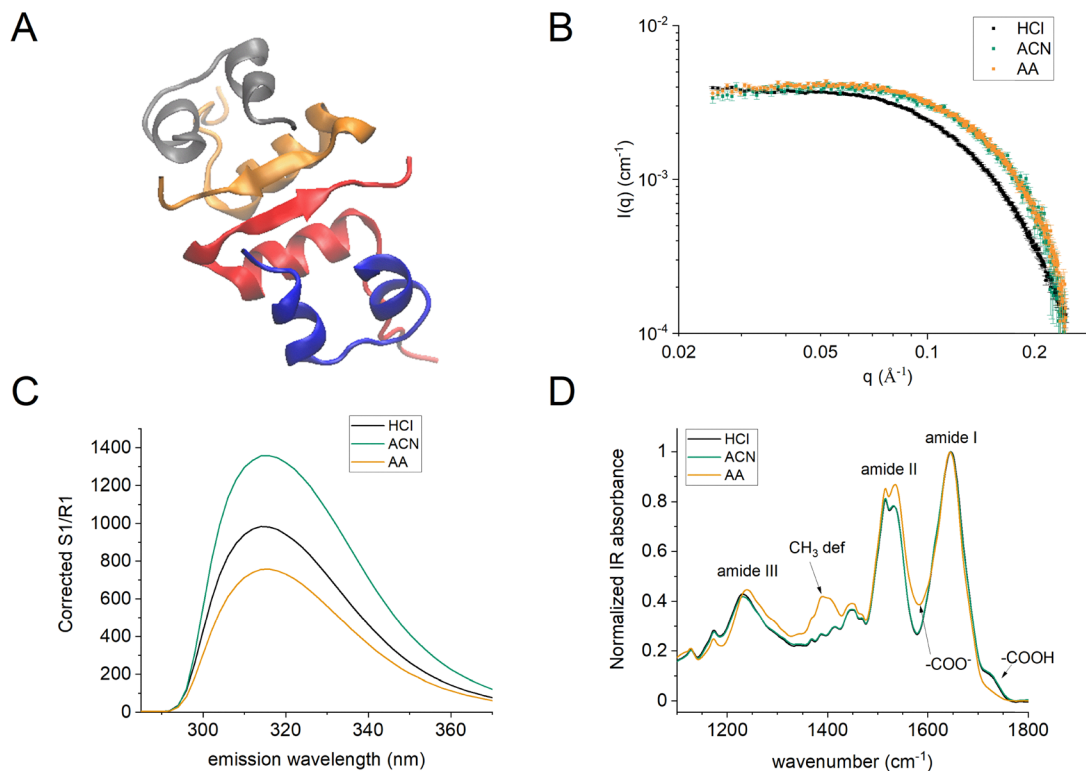 A
B
HCl
ACN
AA
10⁻²
10⁻³
10⁻⁴
I(q) (cm⁻¹)
0.02
0.05
0.1
0.2
q (Å⁻¹)
C
HCl
ACN
AA
1400
1200
1000
800
600
400
200
0
Corrected S1/R1
300
320
340
360
emission wavelength (nm)
D
HCl
ACN
AA
amide I
amide II
CH₃ def
amide III
-COO⁻
-COOH
1
0.8
0.6
0.4
0.2
0
Normalized IR absorbance
1200
1400
1600
1800
wavenumber (cm⁻¹)